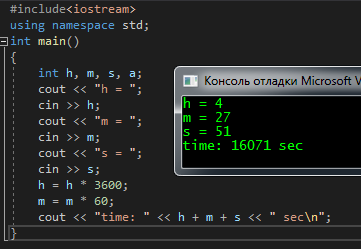 #include<iostream>
using namespace std;
int main()
{
int h, m, s, a;
cout << "h = ";
cin >> h;
cout << "m = ";
cin >> m;
cout << "s = ";
cin >> s;
h = h * 3600;
m = m * 60;
cout << "time: " << h + m + s << " sec\n";
}
Консоль отладки Microsoft V
h = 4
m = 27
s = 51
time: 16071 sec